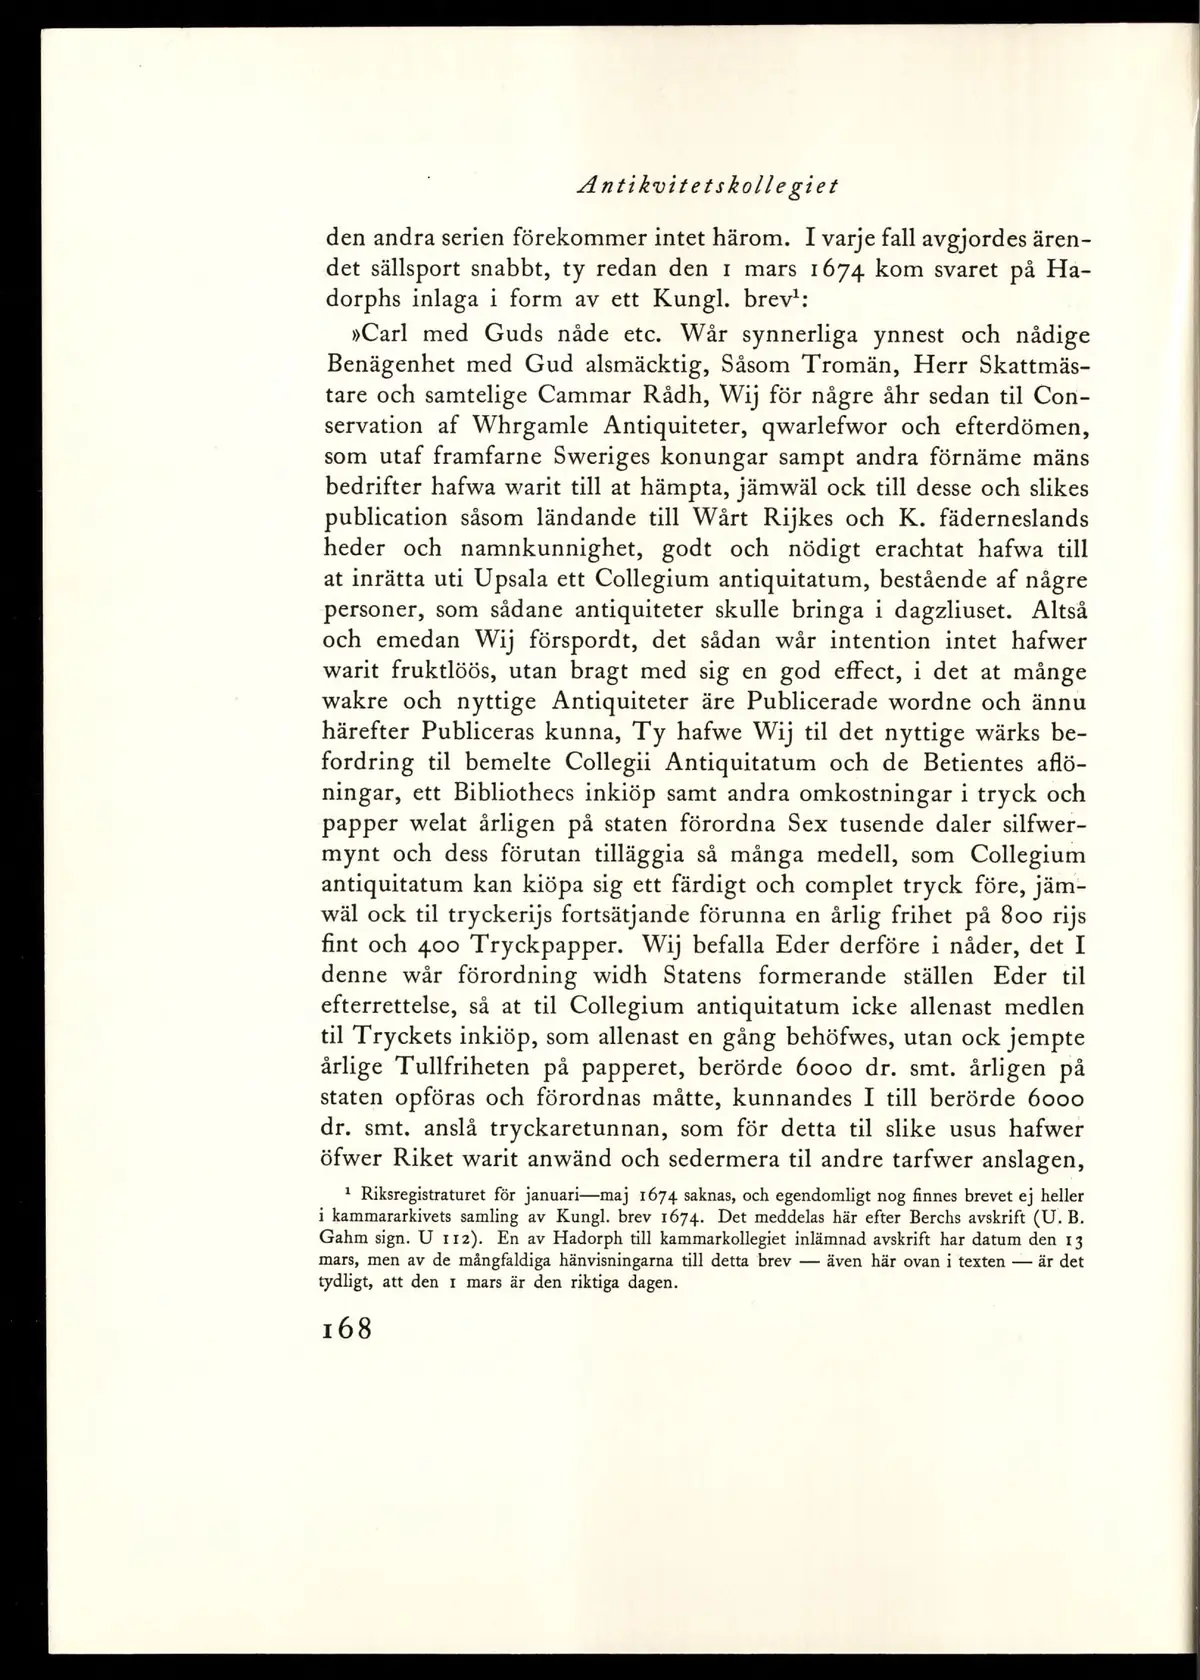 Antikvitetskollegiet
den andra serien förekommer intet härom. I varje fall avgjordes ären-
det sällsport snabbt, ty redan den 1 mars 1674 kom svaret på Ha-
dorphs inlaga i form av ett Kungl. brev¹:
»Carl med Guds nåde etc. Wår synnerliga ynnest och nådige
Benägenhet med Gud alsmäcktig, Såsom Tromän, Herr Skattmäs-
tare och samtelige Cammar Rådh, Wij för någre åhr sedan til Con-
servation af Whrgamle Antiquiteter, qwarlefwor och efterdömen,
som utaf framfarne Sweriges konungar sampt andra förnäme mäns
bedrifter hafwa warit till at hämpta, jämwäl ock till desse och slikes
publication såsom ländande till Wårt Rijkes och K. fäderneslands
heder och namnkunnighet, godt och nödigt erachtat hafwa till
at inrätta uti Upsala ett Collegium antiquitatum, bestående af någre
personer, som sådane antiquiteter skulle bringa i dagzliuset. Altså
och emedan Wij förspordt, det sådan wår intention intet hafwer
warit fruktlöös, utan bragt med sig en god effect, i det at månge
wakre och nyttige Antiquiteter äre Publicerade wordne och ännu
härefter Publiceras kunna, Ty hafwe Wij til det nyttige wärks be-
fordring til bemelte Collegii Antiquitatum och de Betientes aflö-
ningar, ett Bibliothecs inkiöp samt andra omkostningar i tryck och
papper welat årligen på staten förordna Sex tusende daler silfwer-
mynt och dess förutan tilläggia så många medell, som Collegium
antiquitatum kan kiöpa sig ett färdigt och complet tryck före, jäm-
wäl ock til tryckerijs fortsätjande förunna en årlig frihet på 800 rijs
fint och 400 Tryckpapper. Wij befalla Eder derföre i nåder, det I
denne wår förordning widh Statens formerande ställen Eder til
efterrettelse, så at til Collegium antiquitatum icke allenast medlen
til Tryckets inkiöp, som allenast en gång behöfwes, utan ock jempte
årlige Tullfriheten på papperet, berörde 6000 dr. smt. årligen på
staten opföras och förordnas måtte, kunnandes I till berörde 6000
dr. smt. anslå tryckaretunnan, som för detta til slike usus hafwer
öfwer Riket warit anwänd och sedermera til andre tarfwer anslagen,
¹ Riksregistraturet för januari—maj 1674 saknas, och egendomligt nog finnes brevet ej heller
i kammararkivets samling av Kungl. brev 1674. Det meddelas här efter Berchs avskrift (U. B.
Gahm sign. U 112). En av Hadorph till kammarkollegiet inlämnad avskrift har datum den 13
mars, men av de mångfaldiga hänvisningarna till detta brev — även här ovan i texten — är det
tydligt, att den 1 mars är den riktiga dagen.
168